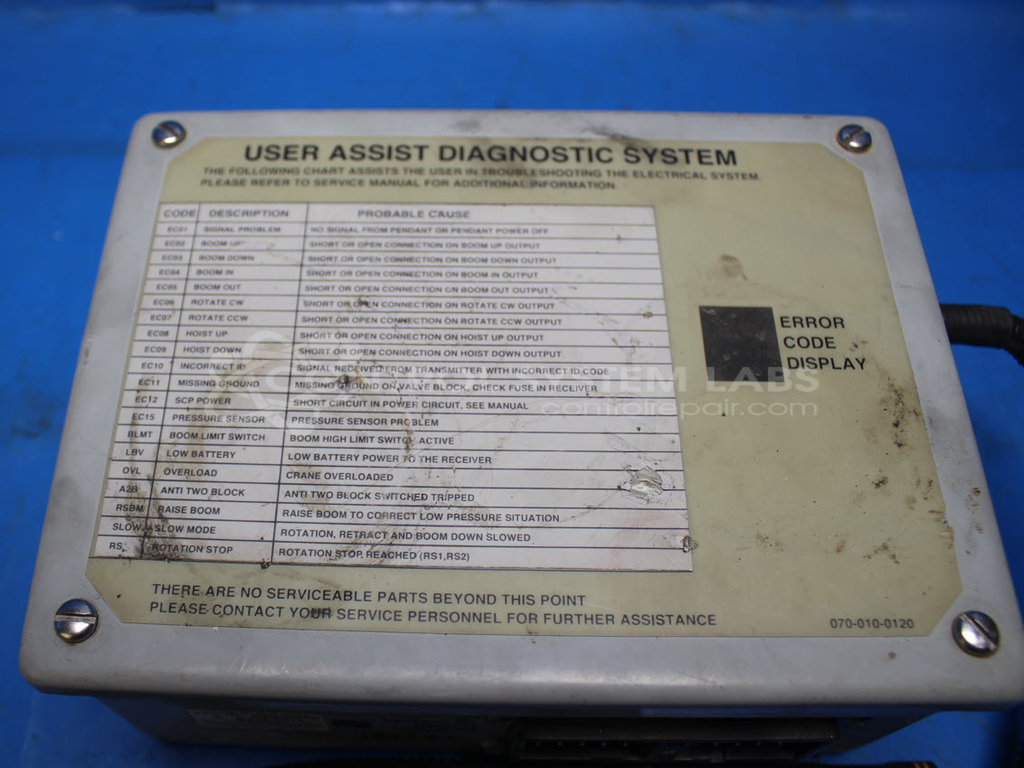 USER ASSIST DIAGNOSTIC SYSTEM
THE FOLLOWING CHART ASSISTS THE USER IN TROUBLESHOOTING THE ELECTRICAL SYSTEM.
PLEASE REFER TO SERVICE MANUAL FOR ADDITIONAL INFORMATION.
CODE DESCRIPTION PROBABLE CAUSE
EC01 SIGNAL PROBLEM NO SIGNAL FROM PENDANT OR PENDANT POWER OFF
EC02 BOOM UP SHORT OR OPEN CONNECTION ON BOOM UP OUTPUT
EC03 BOOM DOWN SHORT OR OPEN CONNECTION ON BOOM DOWN OUTPUT
EC04 BOOM IN SHORT OR OPEN CONNECTION ON BOOM IN OUTPUT
EC05 BOOM OUT SHORT OR OPEN CONNECTION ON BOOM OUT OUTPUT
EC06 ROTATE CW SHORT OR OPEN CONNECTION ON ROTATE CW OUTPUT
EC07 ROTATE CCW SHORT OR OPEN CONNECTION ON ROTATE CCW OUTPUT
EC08 HOIST UP SHORT OR OPEN CONNECTION ON HOIST UP OUTPUT
EC09 HOIST DOWN SHORT OR OPEN CONNECTION ON HOIST DOWN OUTPUT
EC10 INCORRECT ID SIGNAL RECEIVED FROM TRANSMITTER WITH INCORRECT ID CODE
EC11 MISSING GROUND MISSING GROUND ON VALVE BLOCK, CHECK FUSE IN RECEIVER
EC12 SCP POWER SHORT CIRCUIT IN POWER CIRCUIT, SEE MANUAL
EC15 PRESSURE SENSOR PRESSURE SENSOR PROBLEM
BLMT BOOM LIMIT SWITCH BOOM HIGH LIMIT SWITCH ACTIVE
LBV LOW BATTERY LOW BATTERY POWER TO THE RECEIVER
OVL OVERLOAD CRANE OVERLOADED
A2B ANTI TWO BLOCK ANTI TWO BLOCK SWITCHED TRIPPED
RSBM RAISE BOOM RAISE BOOM TO CORRECT LOW PRESSURE SITUATION
SLOW SLOW MODE ROTATION, RETRACT AND BOOM DOWN SLOWED
RS ROTATION STOP ROTATION STOP REACHED (RS1,RS2)
ERROR
CODE
DISPLAY
THERE ARE NO SERVICEABLE PARTS BEYOND THIS POINT
PLEASE CONTACT YOUR SERVICE PERSONNEL FOR FURTHER ASSISTANCE
070-010-0120
LABS
controlrepair.com